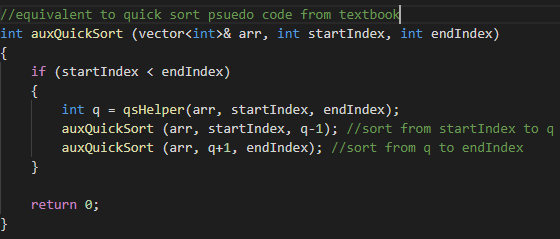 //equivalent to quick sort psuedo code from textbook
int auxQuickSort (vector<int>& arr, int startIndex, int endIndex)
{
    if (startIndex < endIndex)
    {
        int q = qsHelper(arr, startIndex, endIndex);
        auxQuickSort (arr, startIndex, q-1); //sort from startIndex to q
        auxQuickSort (arr, q+1, endIndex); //sort from q to endIndex
    }
    return 0;
}